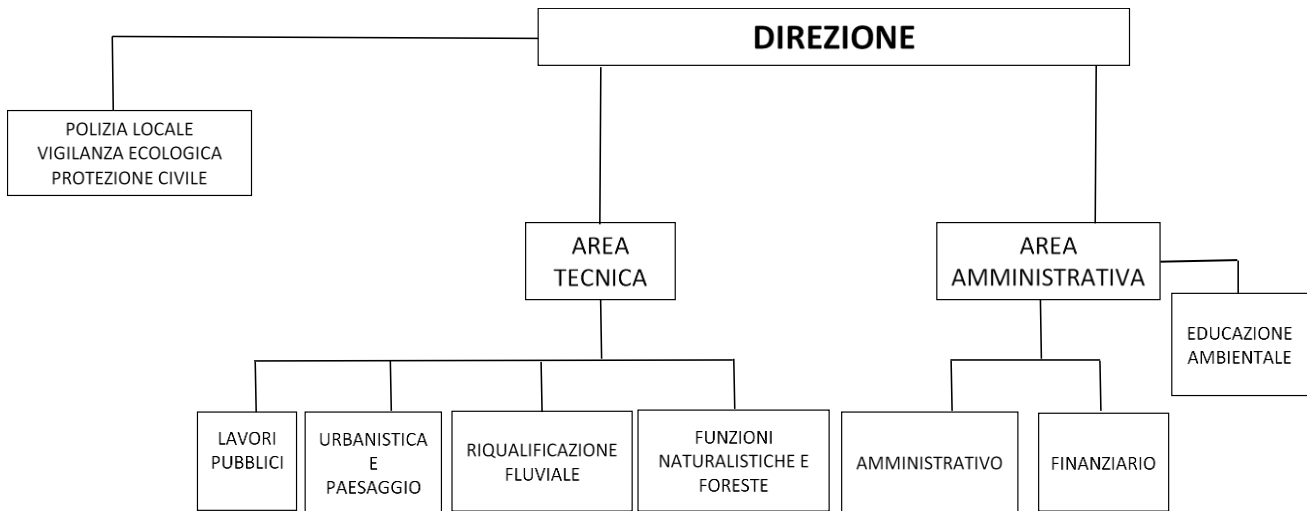 DIREZIONE
POLIZIA LOCALE
VIGILANZA ECOLOGICA
PROTEZIONE CIVILE
AREA
TECNICA
AREA
AMMINISTRATIVA
EDUCAZIONE
AMBIENTALE
LAVORI
PUBBLICI
URBANISTICA
E
PAESAGGIO
RIQUALIFICAZIONE
FLUVIALE
FUNZIONI
NATURALISTICHE E
FORESTE
AMMINISTRATIVO
FINANZIARIO